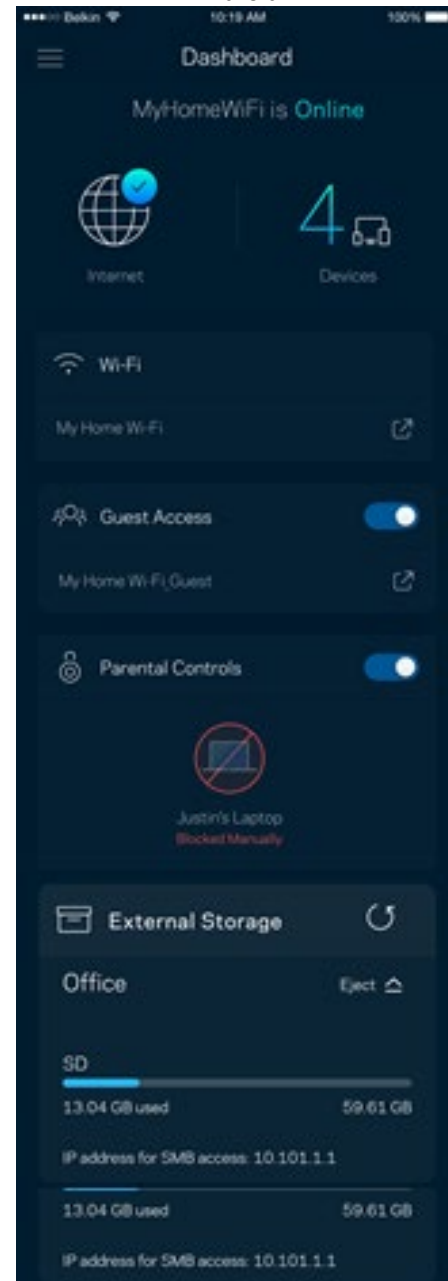 Belkin 10:19 AM 100%
Dashboard
MyHomeWiFi is Online
4
Internet Devices
Wi-Fi
My Home Wi-Fi
Guest Access
My Home Wi-Fi_Guest
Parental Controls
Justin's Laptop
Blocked Manually
External Storage
Office Eject
SD
13.04 GB used 59.61 GB
IP address for SMB access: 10.101.1.1
13.04 GB used 59.61 GB
IP address for SMB access: 10.101.1.1